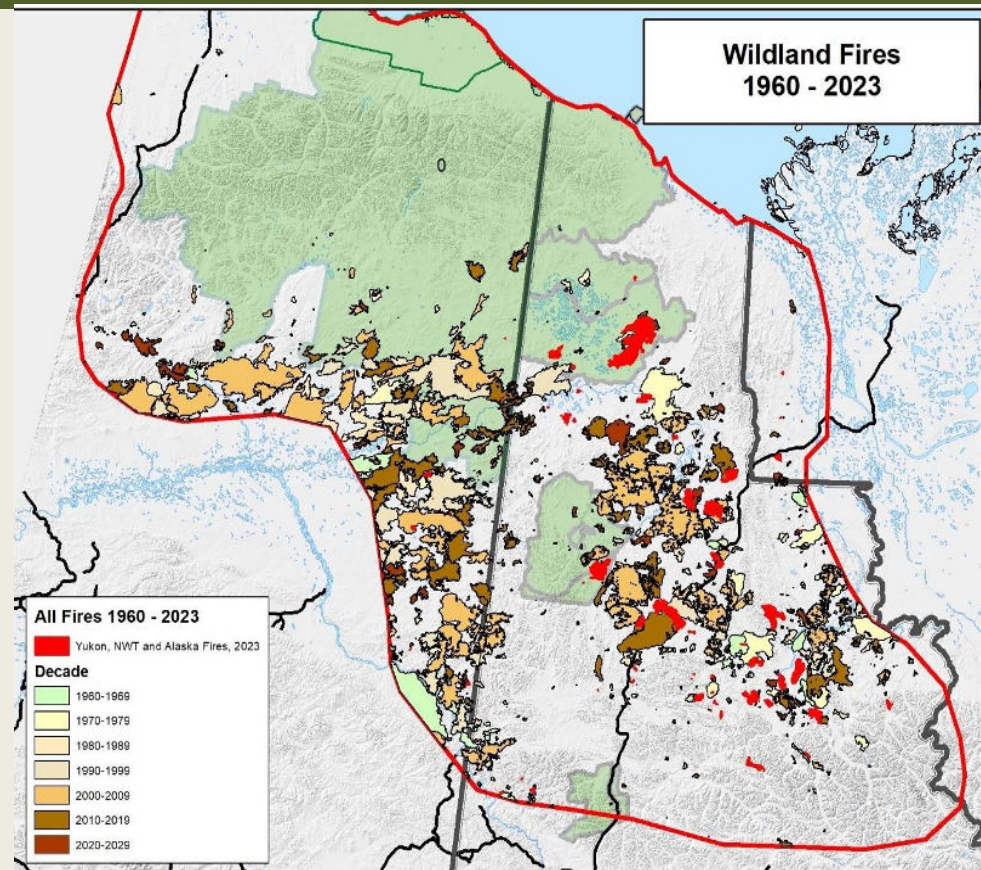 Wildland Fires
1960 - 2023
0
All Fires 1960 - 2023
Yukon, NWT and Alaska Fires, 2023
Decade
1960-1969
1970-1979
1980-1989
1990-1999
2000-2009
2010-2019
2020-2029